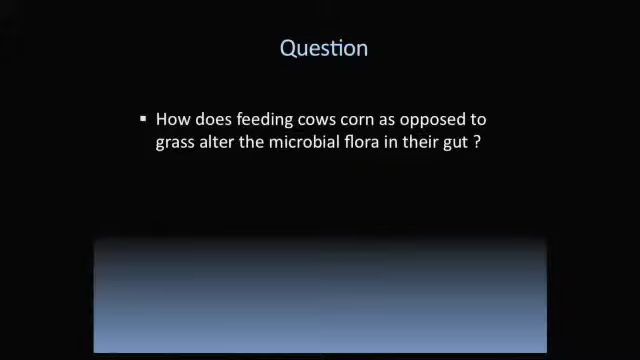 Question
▪ How does feeding cows corn as opposed to
grass alter the microbial flora in their gut ?